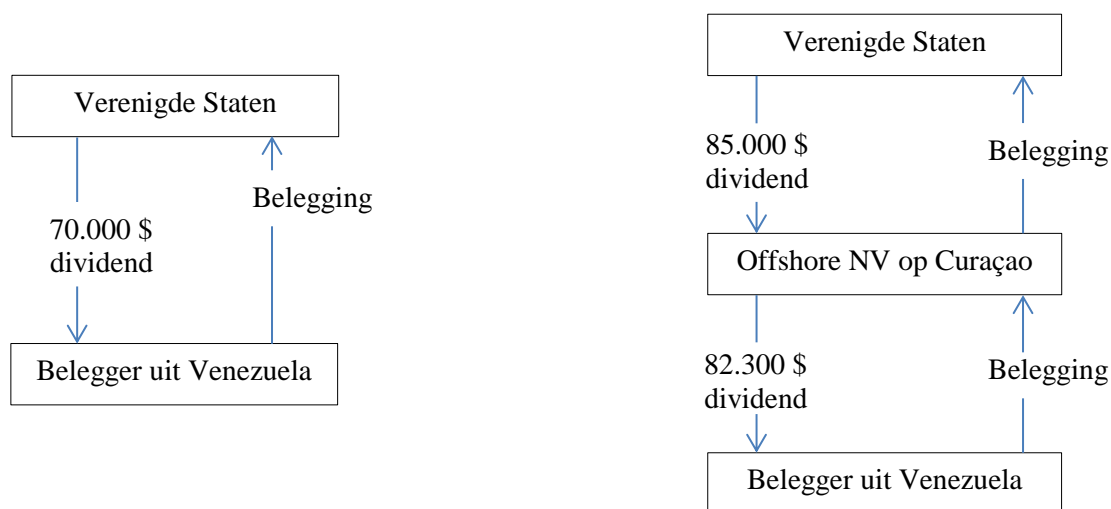 Verenigde Staten
70.000 $
dividend
Belegging
Belegger uit Venezuela
Verenigde Staten
85.000 $
dividend
Belegging
Offshore NV op Curaçao
82.300 $
dividend
Belegging
Belegger uit Venezuela